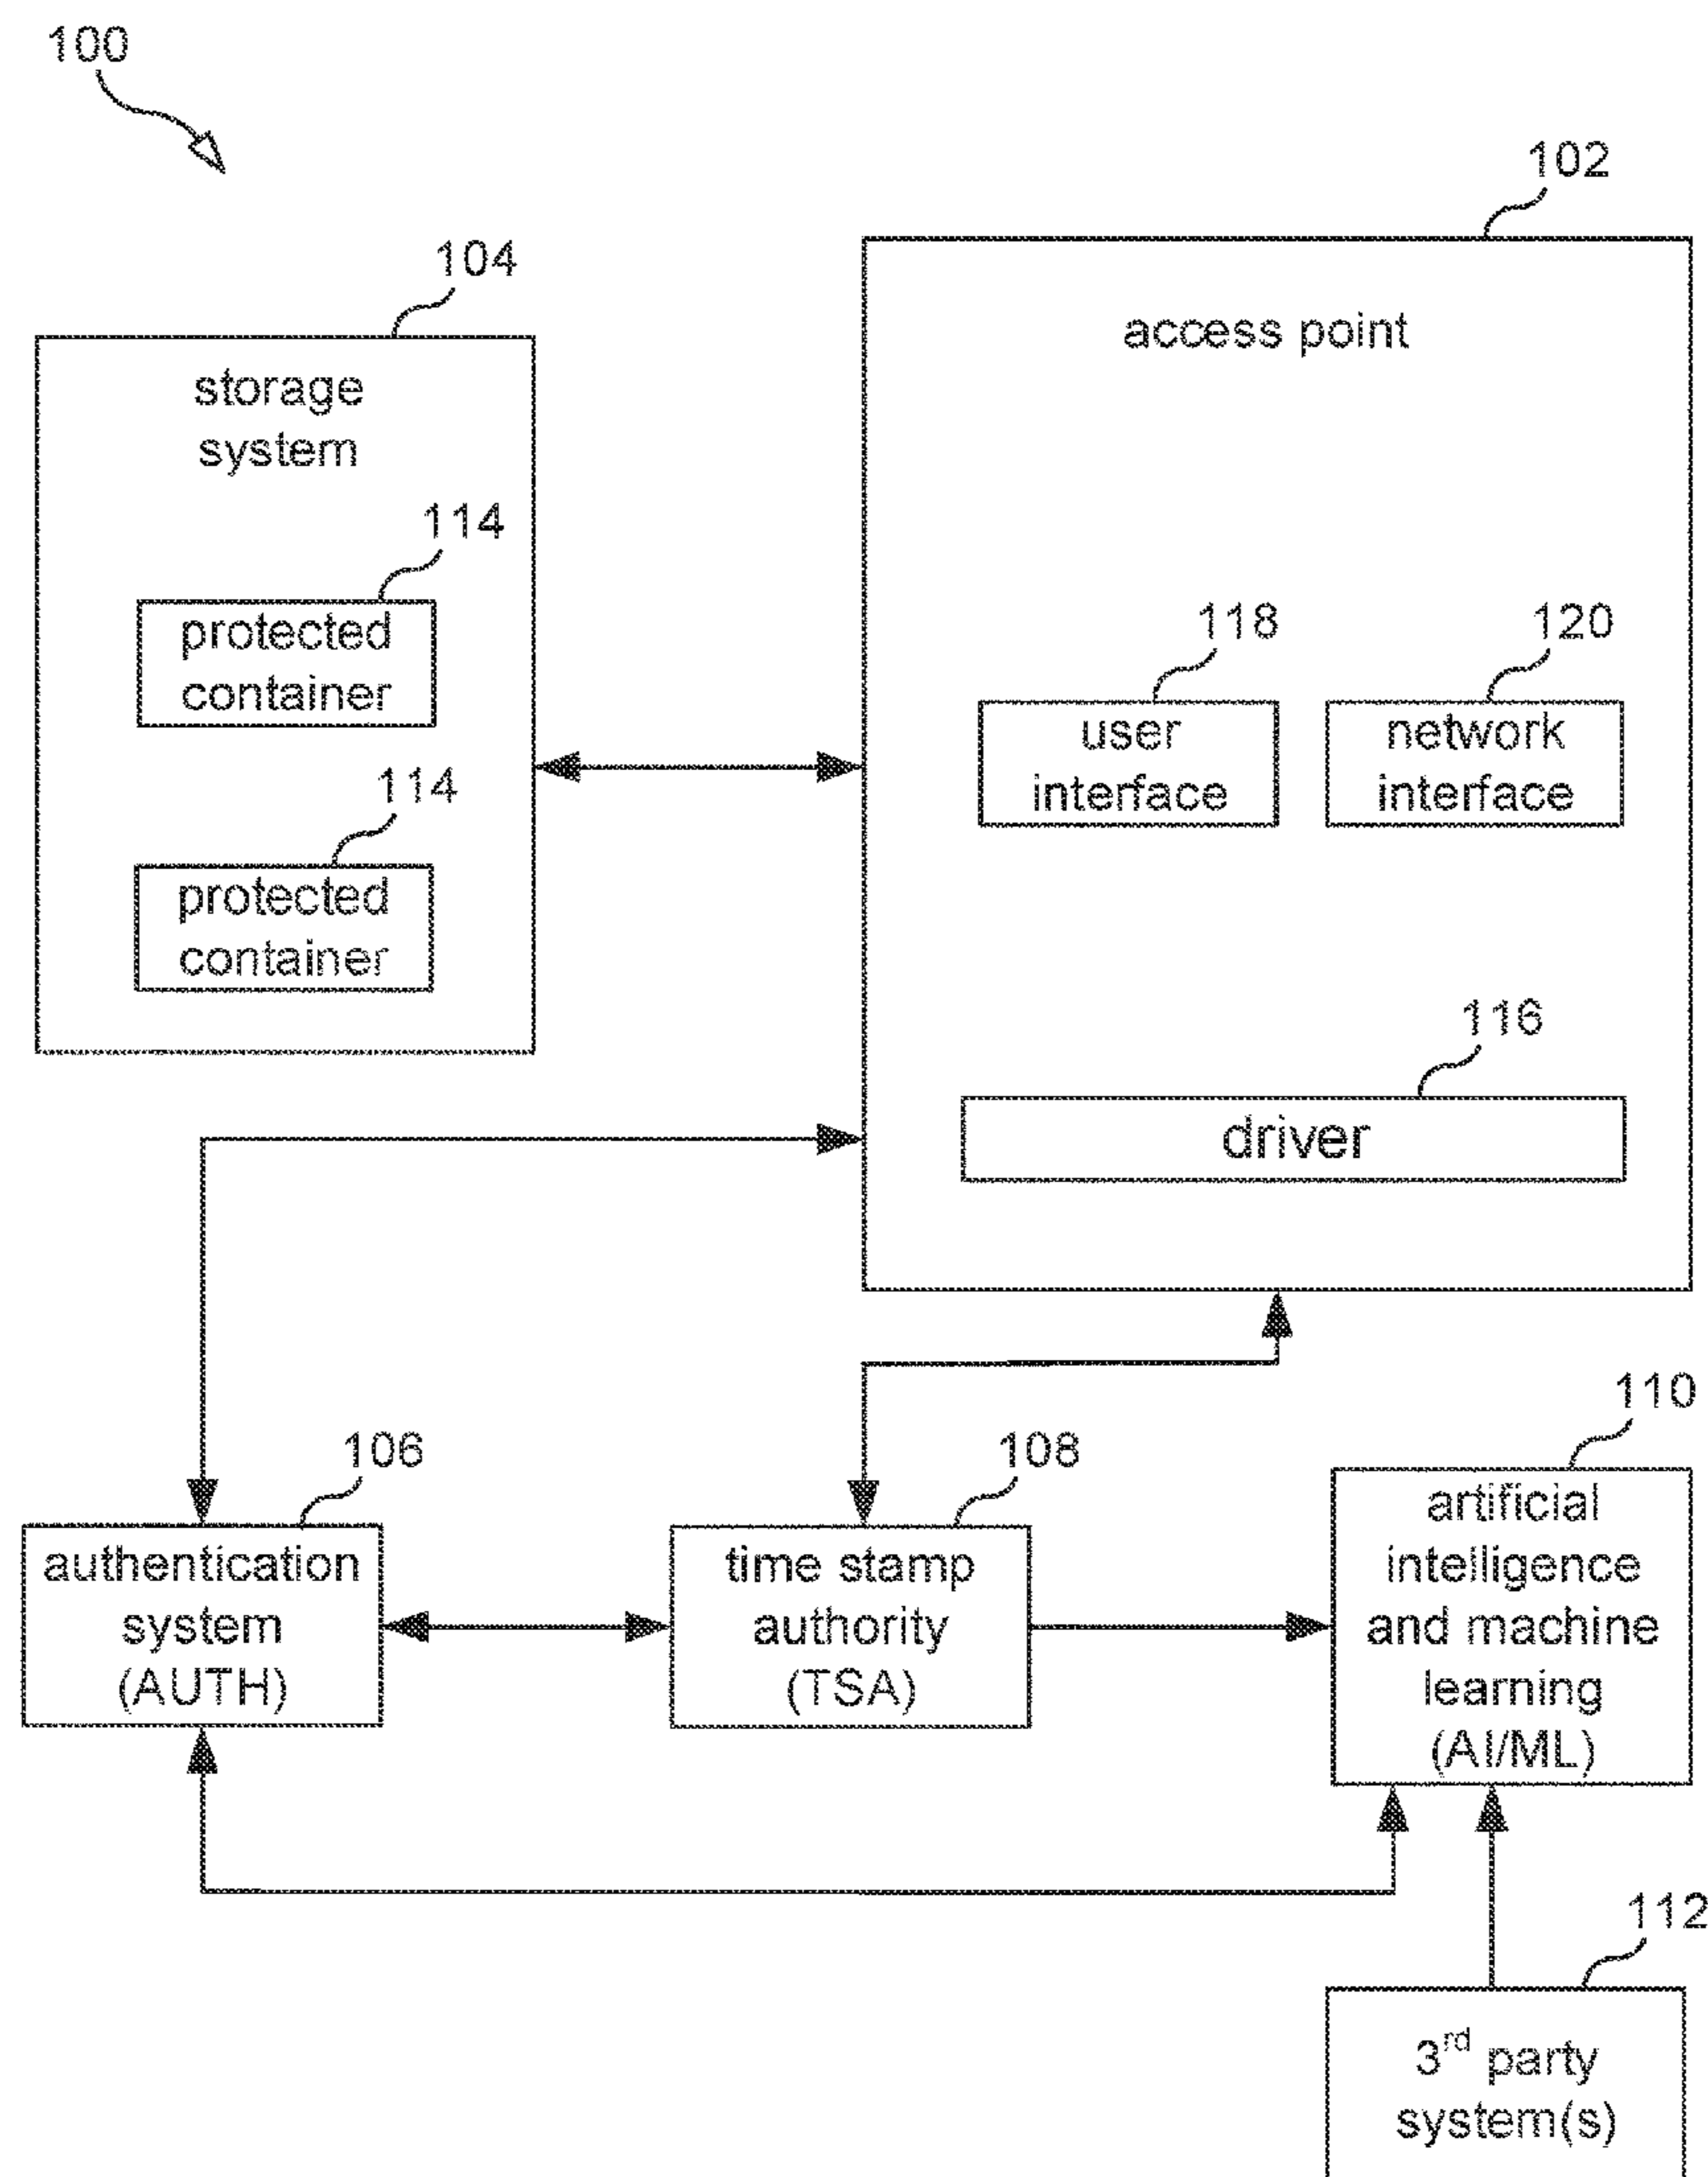 100
102
104
access point
storage
system
114
protected
container
118
120
user
interface
network
interface
114
protected
container
116
driver
110
106
108
authentication
system
(AUTH)
time stamp
authority
(TSA)
artificial
intelligence
and machine
learning
(AI/ML)
112
3rd party
system(s)